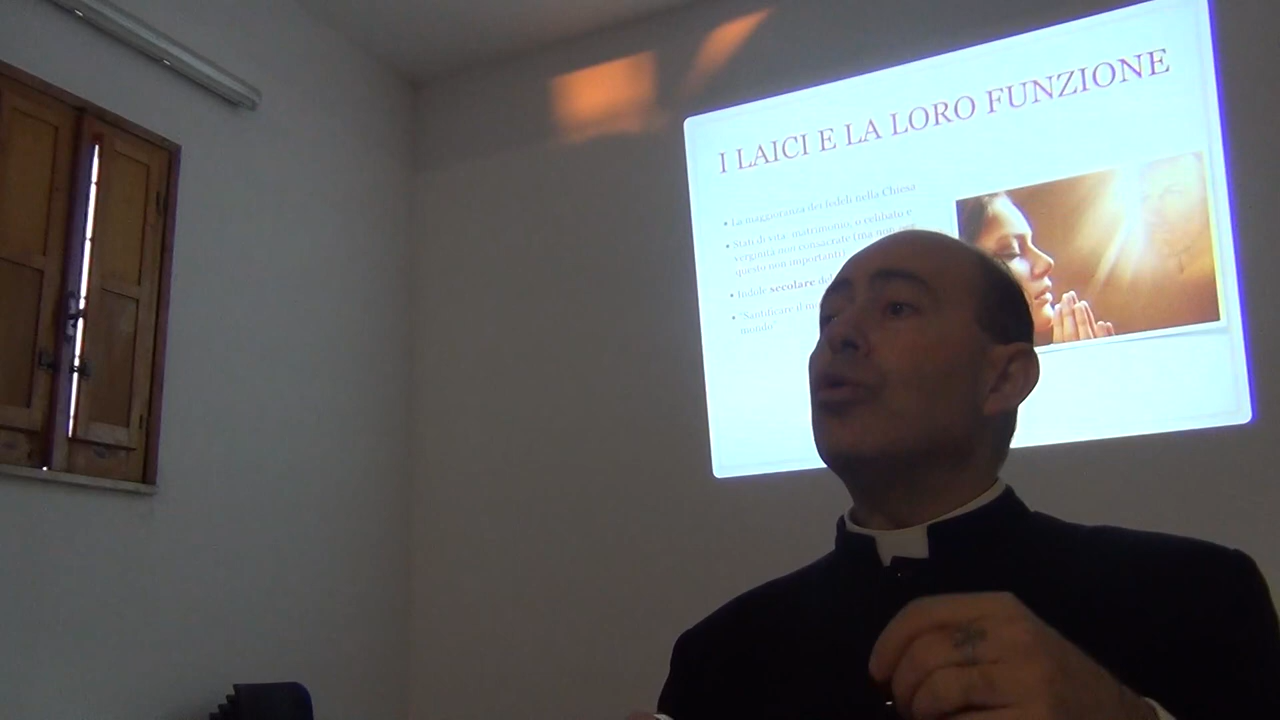 I LAICI E LA LORO FUNZIONE
• La maggioranza dei fedeli nella Chiesa
• Stati di vita: matrimonio, o celibato e
verginità non consacrate (ma non per
questo non importanti)
• Indole secolare
• "Santificare il
mondo"